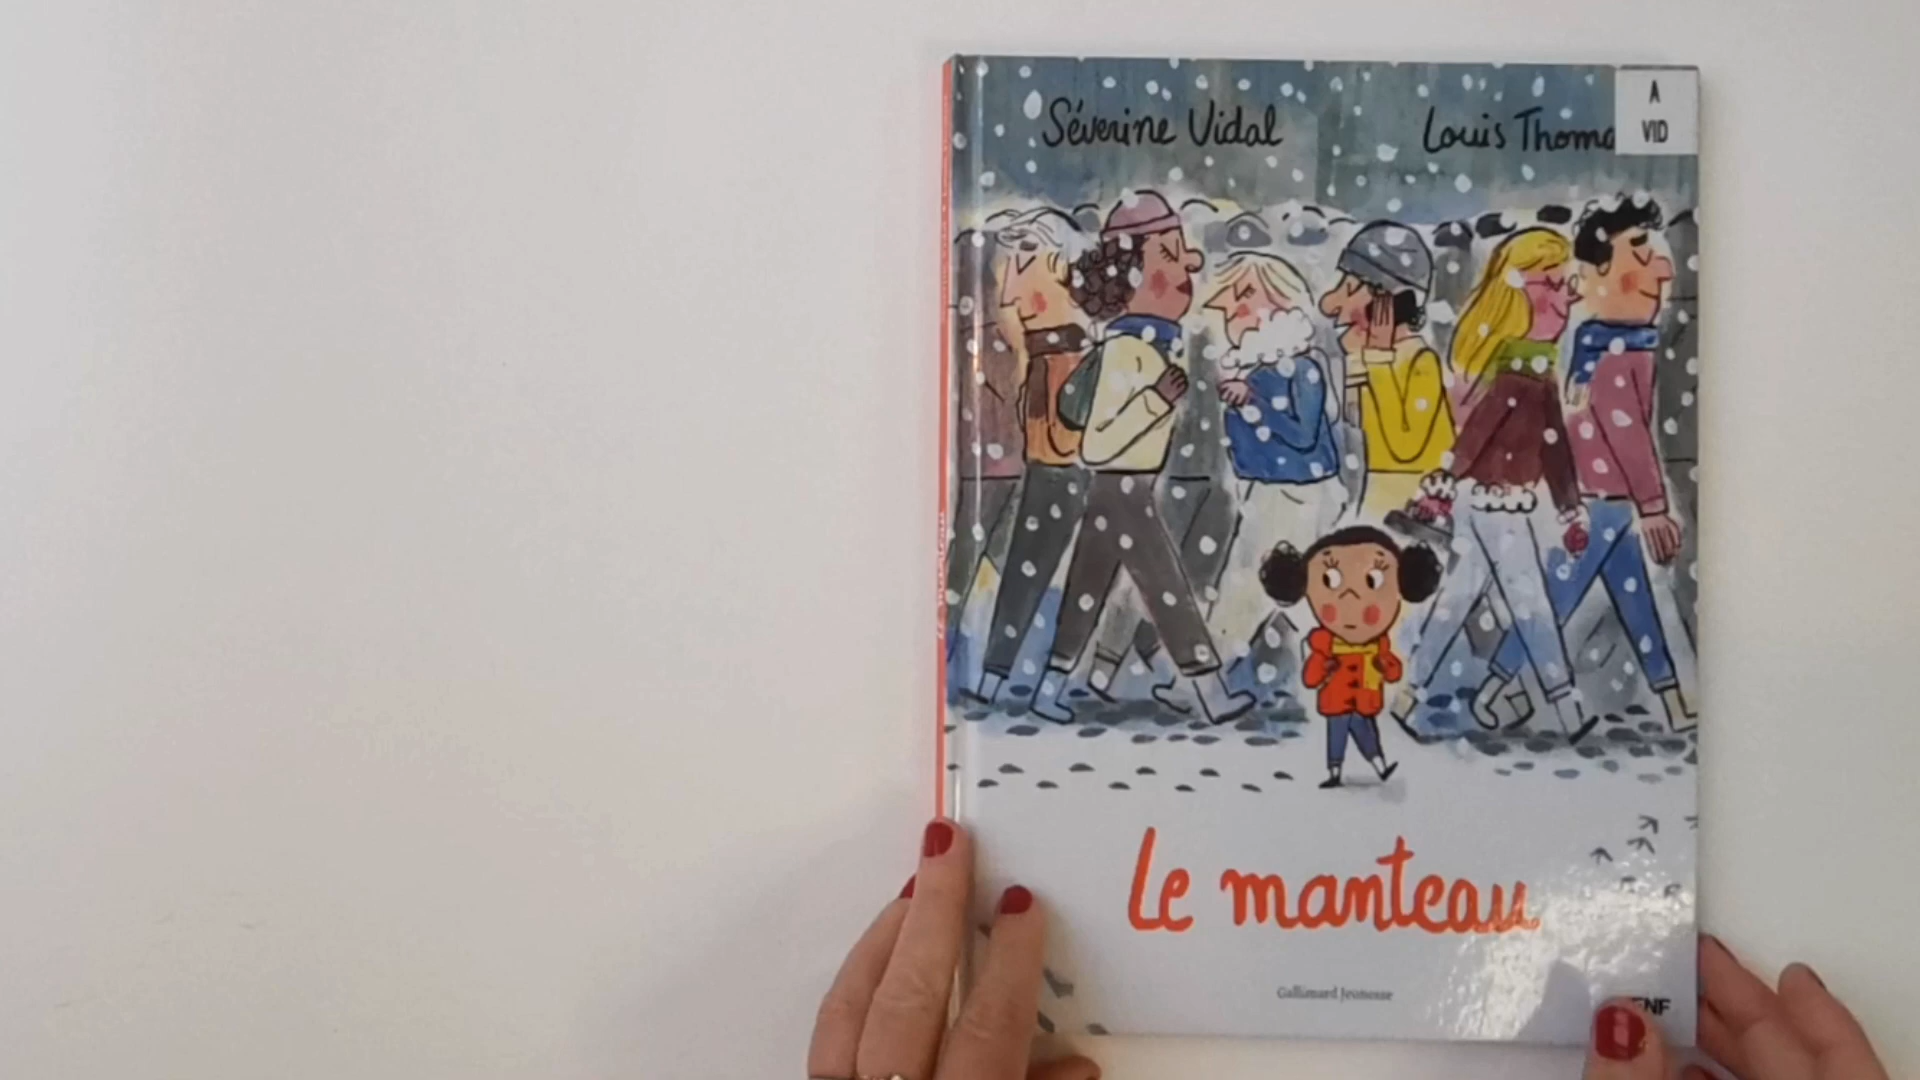 Séverine Vidal
Louis Thoma
A
VID
Le manteau
Gallimard Jeunesse
ENF